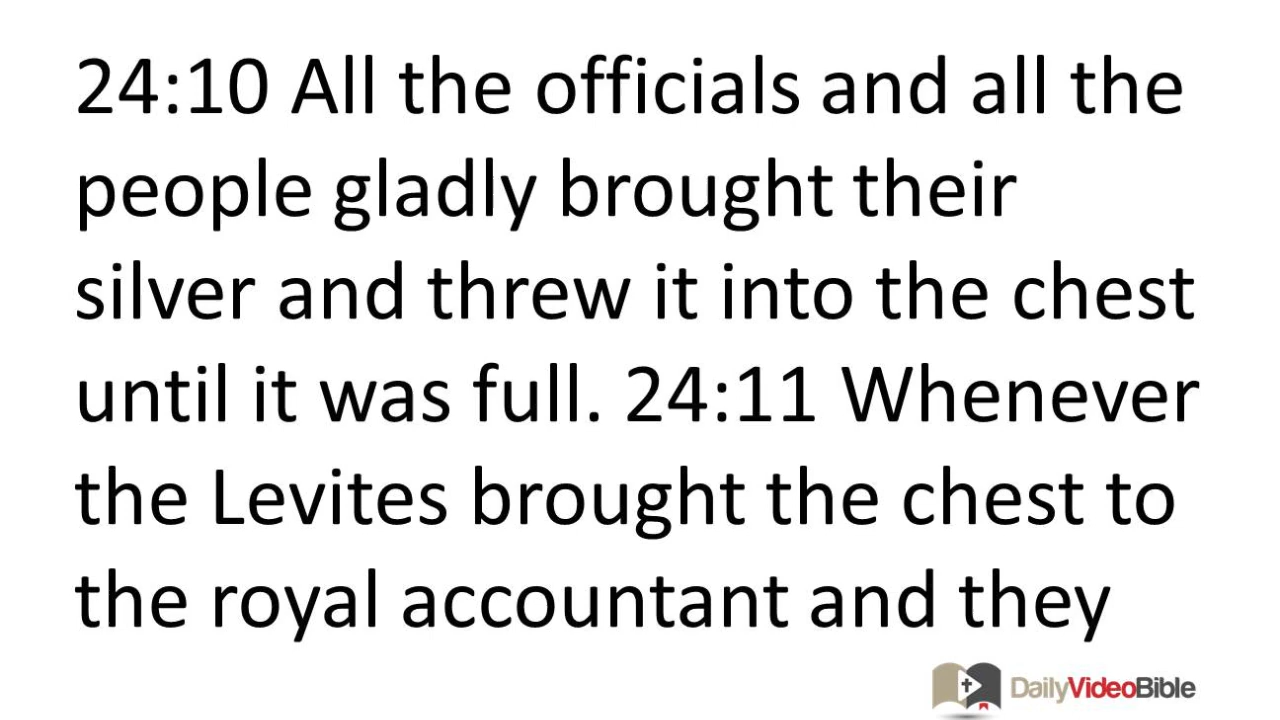 24:10 All the officials and all the
people gladly brought their
silver and threw it into the chest
until it was full. 24:11 Whenever
the Levites brought the chest to
the royal accountant and they
DailyVideoBible